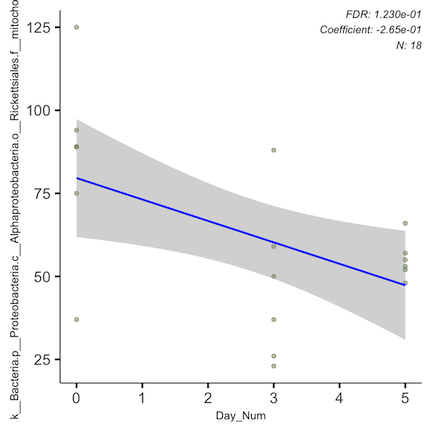 FDR: 1.230e-01
Coefficient: -2.65e-01
N: 18
k__Bacteria.p__Proteobacteria.c__Alphaproteobacteria.o__Rickettsiales.f__mitocho
125
100
75
50
25
0 1 2 3 4 5
Day_Num